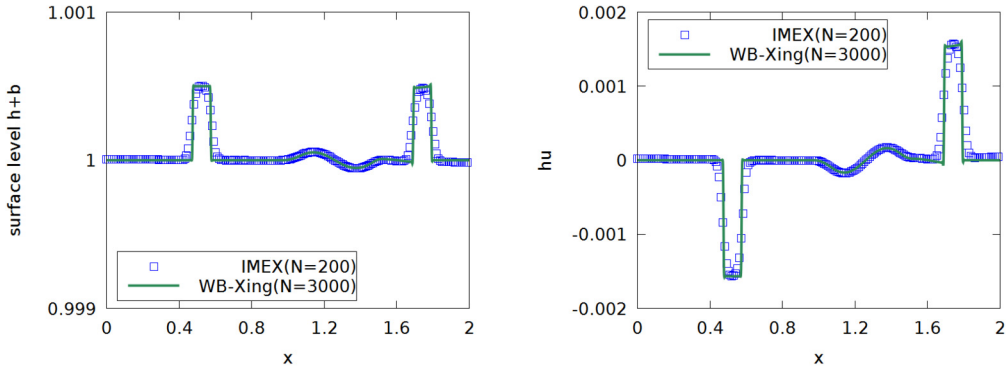 1.001
1
0.999
surface level h+b
IMEX(N=200)
WB-Xing(N=3000)
0 0.4 0.8 1.2 1.6 2
x
0.002
0.001
0
-0.001
-0.002
hu
IMEX(N=200)
WB-Xing(N=3000)
0 0.4 0.8 1.2 1.6 2
x